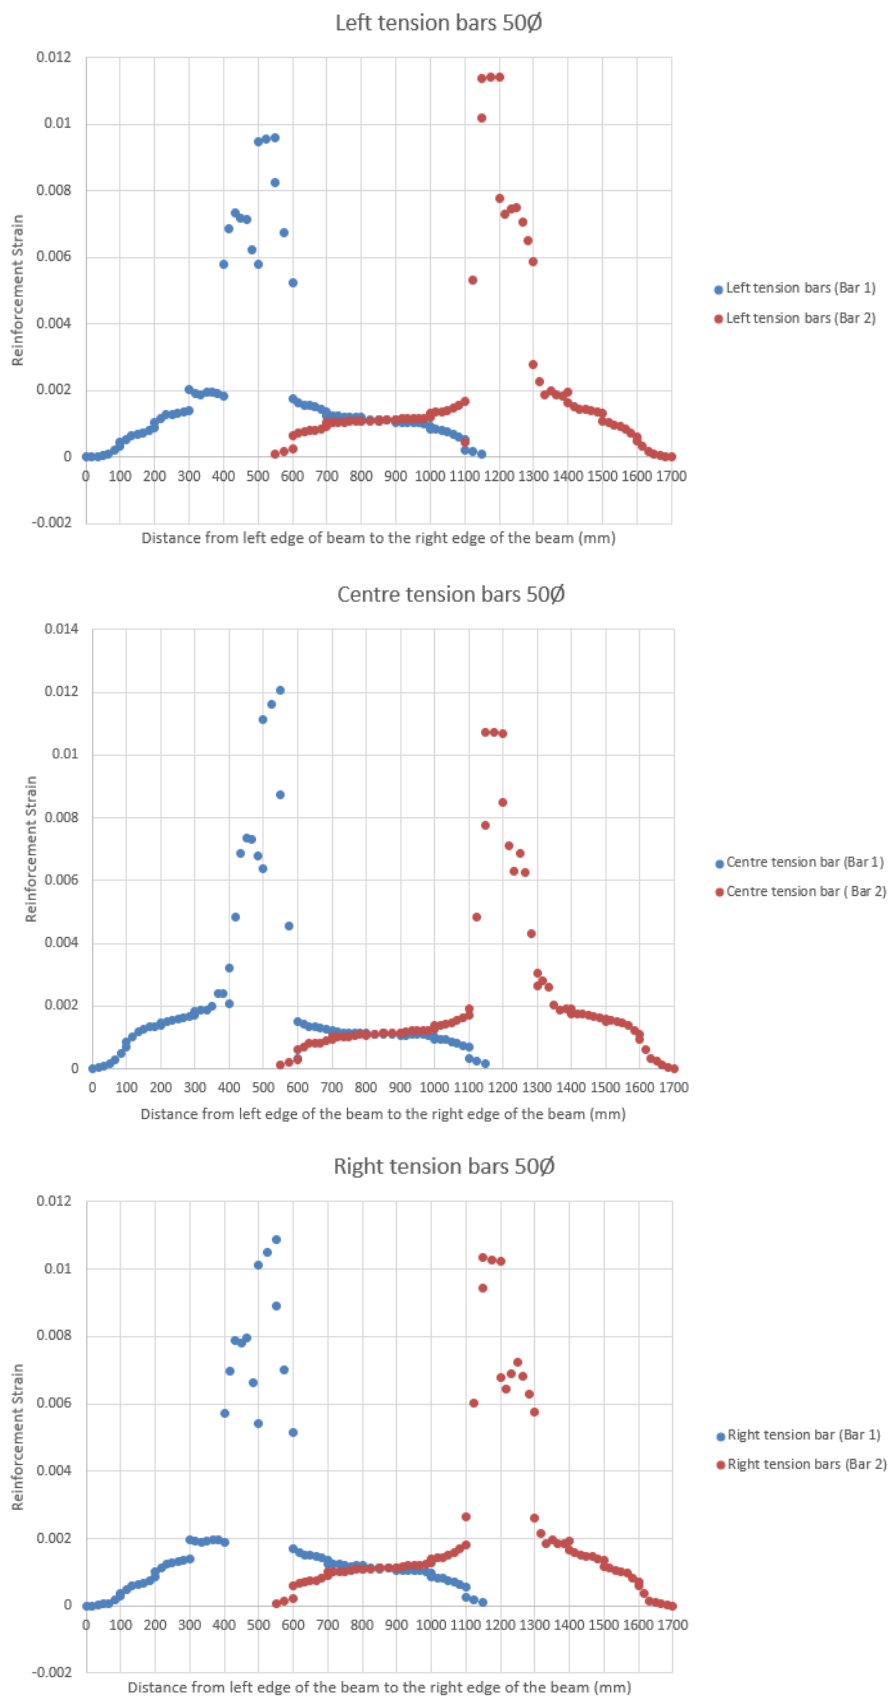 Left tension bars 50Ø
0.012
0.01
0.008
0.006
0.004
0.002
0
-0.002
Reinforcement Strain
0 100 200 300 400 500 600 700 800 900 1000 1100 1200 1300 1400 1500 1600 1700
Distance from left edge of beam to the right edge of the beam (mm)
Left tension bars (Bar 1)
Left tension bars (Bar 2)
Centre tension bars 50Ø
0.014
0.012
0.01
0.008
0.006
0.004
0.002
0
Reinforcement Strain
0 100 200 300 400 500 600 700 800 900 1000 1100 1200 1300 1400 1500 1600 1700
Distance from left edge of the beam to the right edge of the beam (mm)
Centre tension bar (Bar 1)
Centre tension bar ( Bar 2)
Right tension bars 50Ø
0.012
0.01
0.008
0.006
0.004
0.002
0
-0.002
Reinforcement Strain
0 100 200 300 400 500 600 700 800 900 1000 1100 1200 1300 1400 1500 1600 1700
Distance from left edge of the beam to the right edge of the beam (mm)
Right tension bar (Bar 1)
Right tension bars (Bar 2)